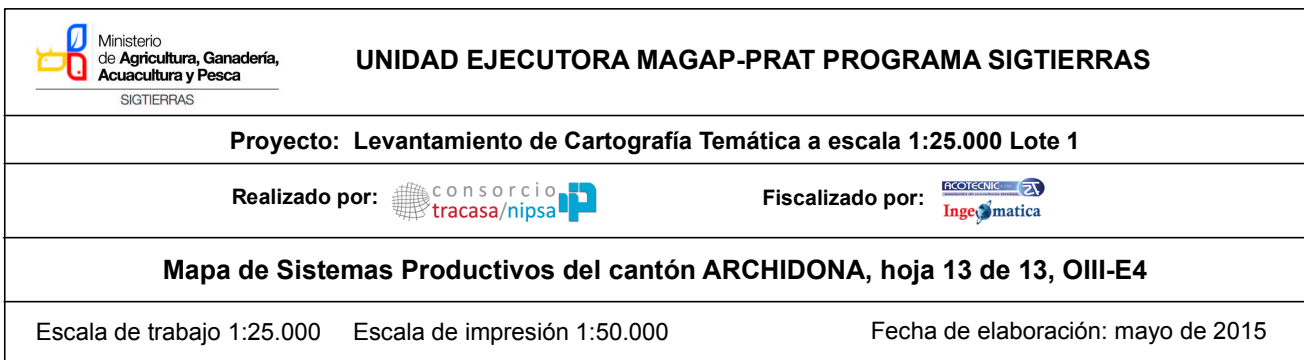 Ministerio
de Agricultura, Ganadería,
Acuacultura y Pesca
SIGTIERRAS
UNIDAD EJECUTORA MAGAP-PRAT PROGRAMA SIGTIERRAS
Proyecto: Levantamiento de Cartografía Temática a escala 1:25.000 Lote 1
Realizado por: consorcio
tracasa/nipsa
Fiscalizado por: ACOTECNIC
Ingeomatica
Mapa de Sistemas Productivos del cantón ARCHIDONA, hoja 13 de 13, OIII-E4
Escala de trabajo 1:25.000 Escala de impresión 1:50.000 Fecha de elaboración: mayo de 2015